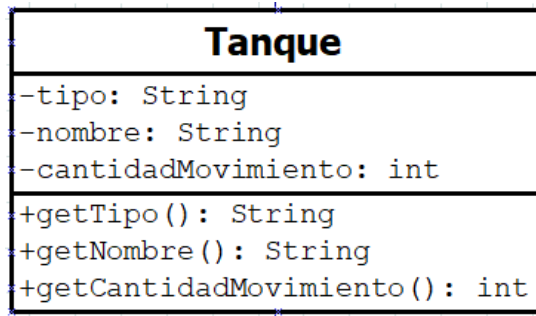 Tanque
-tipo: String
-nombre: String
-cantidadMovimiento: int
+getTipo(): String
+getNombre(): String
+getCantidadMovimiento(): int